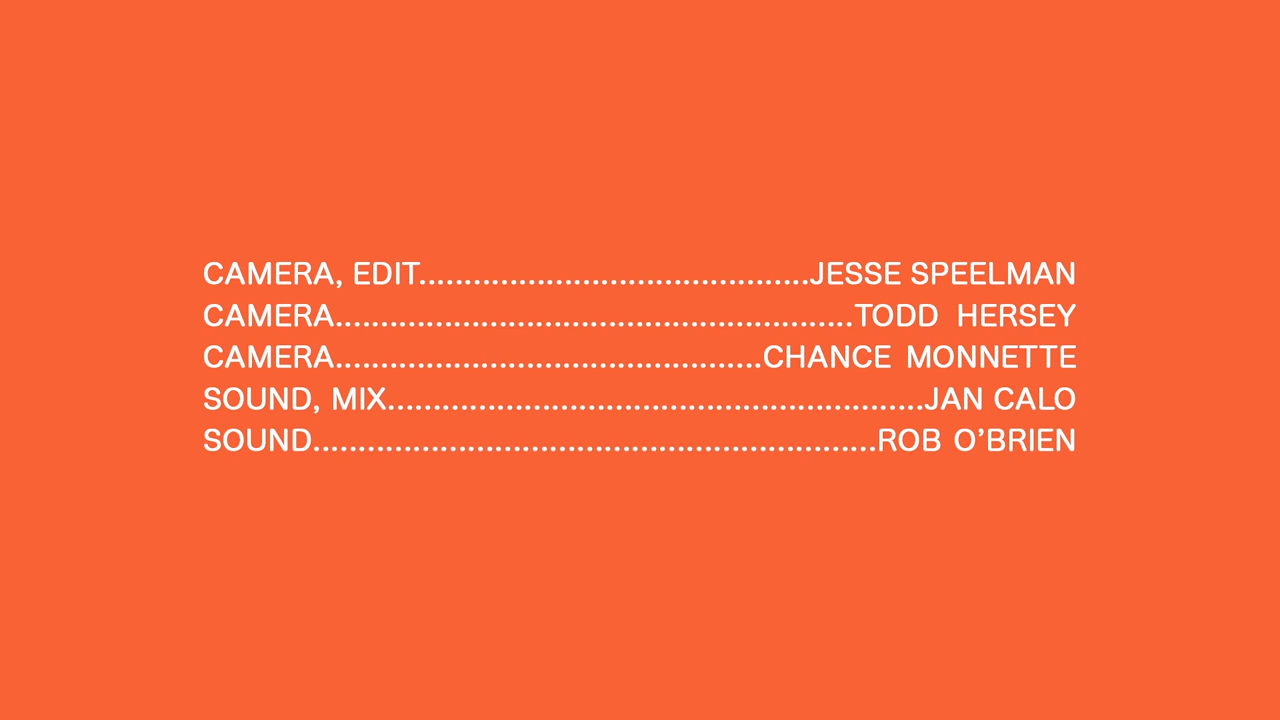 CAMERA, EDIT...........................................JESSE SPEELMAN
CAMERA.........................................................TODD HERSEY
CAMERA...............................................CHANCE MONNETTE
SOUND, MIX...........................................................JAN CALO
SOUND..............................................................ROB O’BRIEN